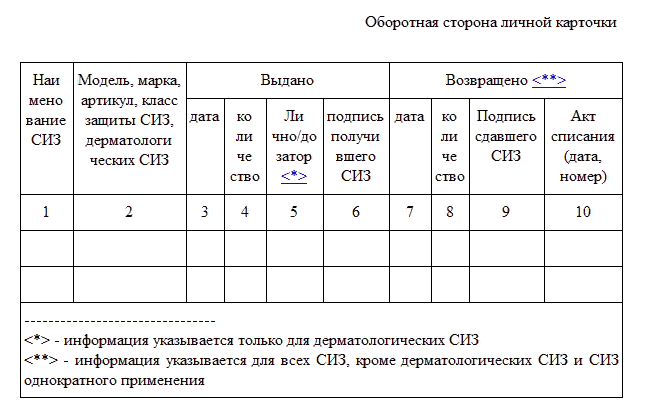 Оборотная сторона личной карточки
Наи
мено
вание
СИЗ
Модель, марка,
артикул, класс
защиты СИЗ,
дерматологи
ческих СИЗ
Выдано
Возвращено <**>
дата
ко
ли
че
ство
Ли
чно/до
затор
<*>
подпись
получи
вшего
СИЗ
дата
ко
ли
че
ство
Подпись
сдавшего
СИЗ
Акт
списания
(дата,
номер)
1 2 3 4 5 6 7 8 9 10
--------------------------------
<*> - информация указывается только для дерматологических СИЗ
<**> - информация указывается для всех СИЗ, кроме дерматологических СИЗ и СИЗ
однократного применения